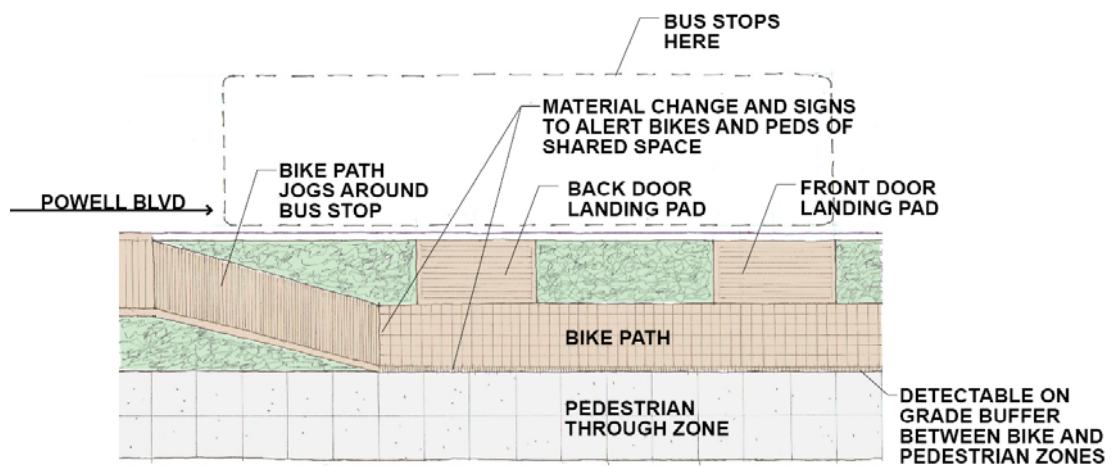 BUS STOPS
HERE
MATERIAL CHANGE AND SIGNS
TO ALERT BIKES AND PEDS OF
SHARED SPACE
BIKE PATH
JOGS AROUND
BUS STOP
BACK DOOR
LANDING PAD
FRONT DOOR
LANDING PAD
POWELL BLVD
BIKE PATH
PEDESTRIAN
THROUGH ZONE
DETECTABLE ON
GRADE BUFFER
BETWEEN BIKE AND
PEDESTRIAN ZONES